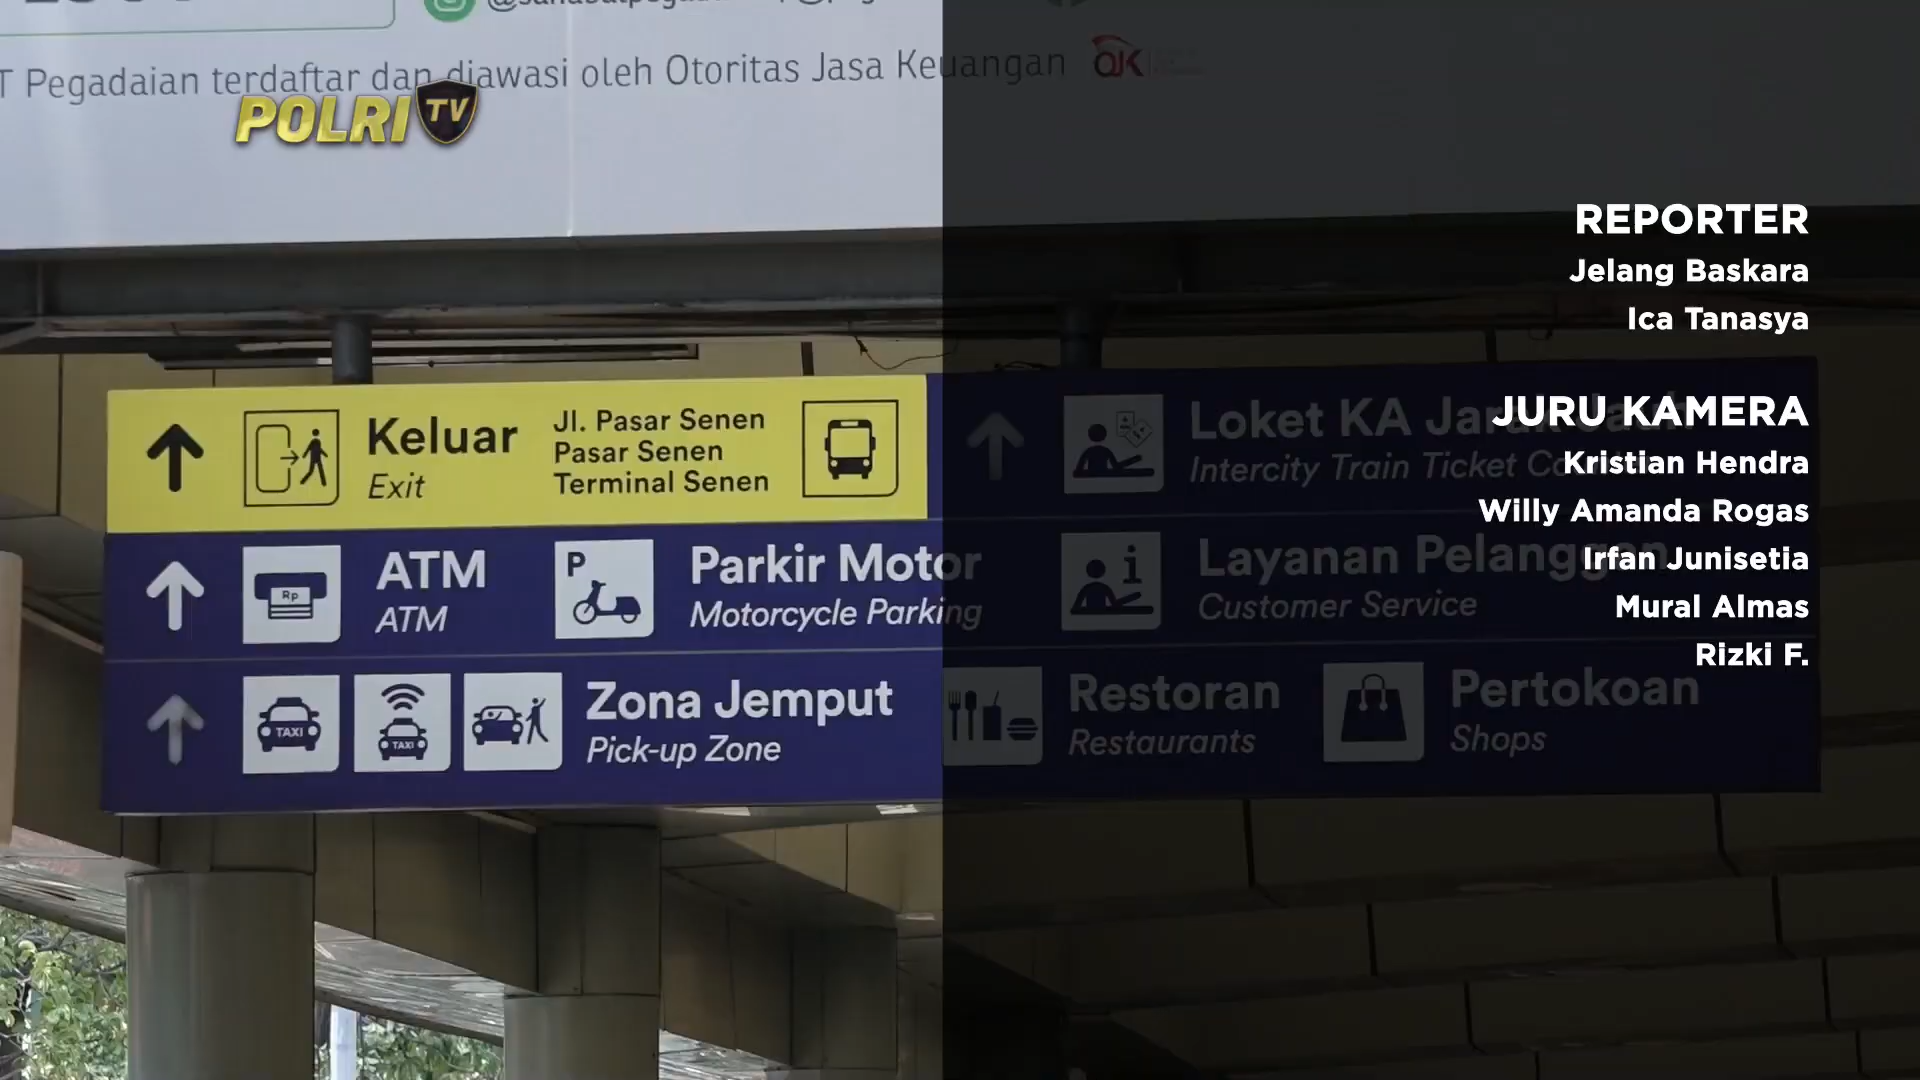 T Pegadaian terdaftar dan diawasi oleh Otoritas Jasa Keuangan
POLRI TV
REPORTER
Jelang Baskara
Ica Tanasya
JURU KAMERA
Kristian Hendra
Willy Amanda Rogas
Irfan Junisetia
Mural Almas
Rizki F.
Keluar
Exit
Jl. Pasar Senen
Pasar Senen
Terminal Senen
Loket KA Jarak Jauh
Intercity Train Ticket
ATM
ATM
Rp
P
Parkir Motor
Motorcycle Parking
i
Layanan Pelanggan
Customer Service
TAXI
TAXI
Zona Jemput
Pick-up Zone
Restoran
Restaurants
Pertokoan
Shops